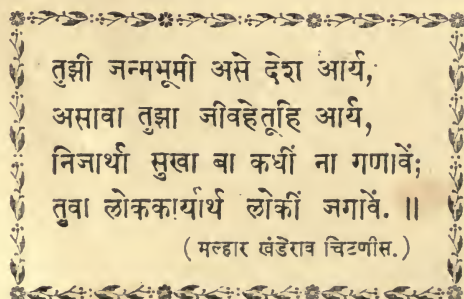 तुझी जन्मभूमी असे देश आर्य,
असावा तुझा जीवहेतूहि आर्य,
निजार्थी सुखा बा कधीं ना गणावें;
तुवा लोककार्यार्थ लोकीं जगावें. ॥
( मल्हार खंडेराव चिटणीस. )